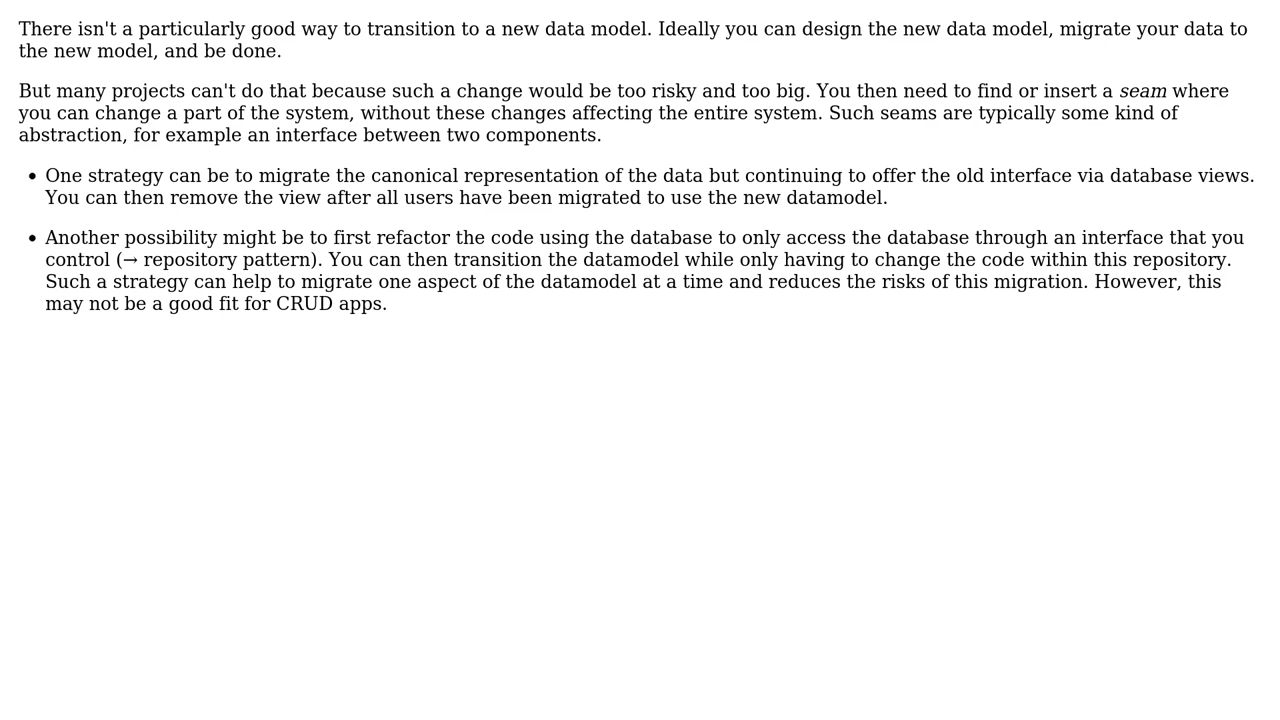 There isn't a particularly good way to transition to a new data model. Ideally you can design the new data model, migrate your data to
the new model, and be done.
But many projects can't do that because such a change would be too risky and too big. You then need to find or insert a seam where
you can change a part of the system, without these changes affecting the entire system. Such seams are typically some kind of
abstraction, for example an interface between two components.
• One strategy can be to migrate the canonical representation of the data but continuing to offer the old interface via database views.
You can then remove the view after all users have been migrated to use the new datamodel.
• Another possibility might be to first refactor the code using the database to only access the database through an interface that you
control (→ repository pattern). You can then transition the datamodel while only having to change the code within this repository.
Such a strategy can help to migrate one aspect of the datamodel at a time and reduces the risks of this migration. However, this
may not be a good fit for CRUD apps.